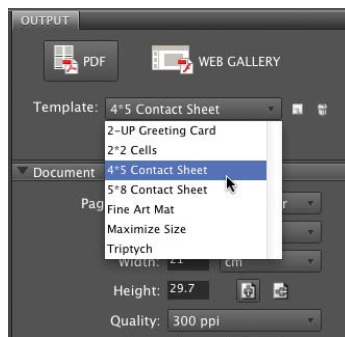 OUTPUT
PDF WEB GALLERY
Template: 4*5 Contact Sheet
2-UP Greeting Card
2*2 Cells
4*5 Contact Sheet
Document
5*8 Contact Sheet
Fine Art Mat
Maximize Size
Triptych
Width: 21 cm
Height: 29.7
Quality: 300 ppi